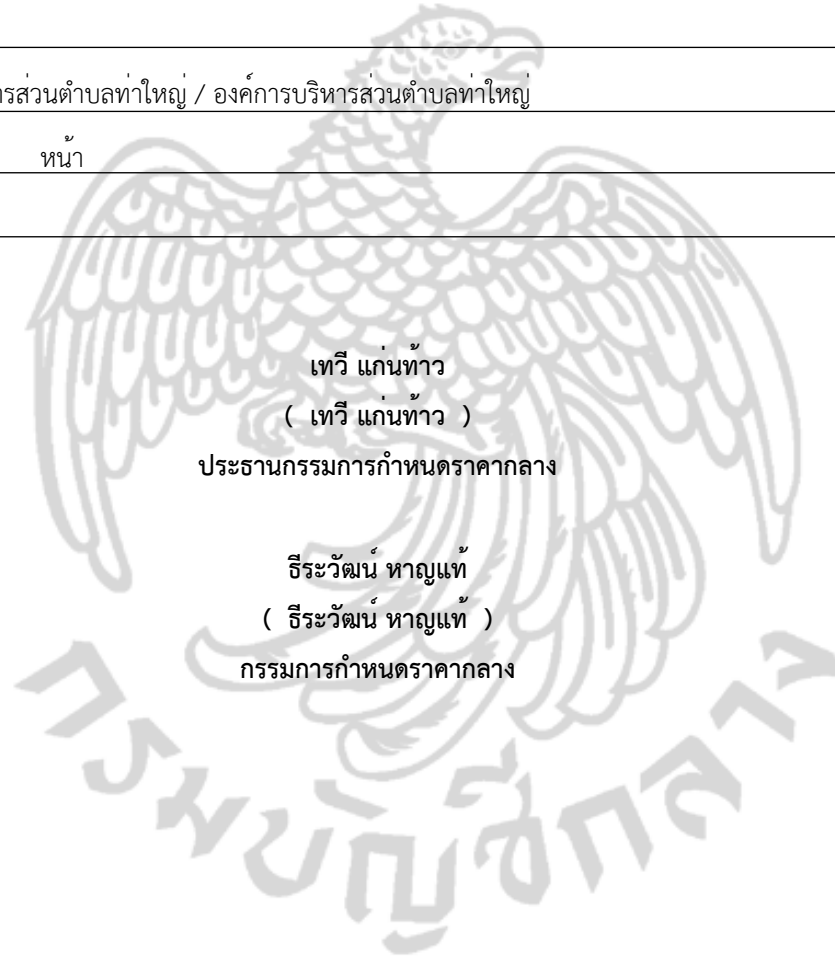 รส่วนตำบลท่าใหญ่ / องค์การบริหารส่วนตำบลท่าใหญ่
หน้า
เทวี แก่นท้าว
( เทวี แก่นท้าว )
ประธานกรรมการกำหนดราคากลาง
ธีระวัฒน์ หาญแท้
( ธีระวัฒน์ หาญแท้ )
กรรมการกำหนดราคากลาง
กรมบัญชีกลาง